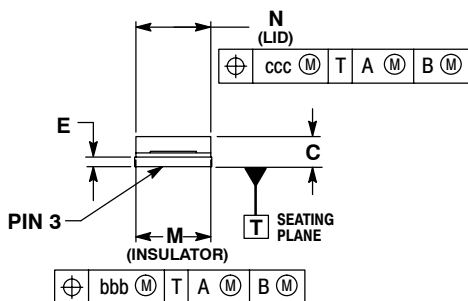 N
(LID)
⌖ ccc Ⓜ T A Ⓜ B Ⓜ
E
C
PIN 3
M
(INSULATOR)
T SEATING
PLANE
⌖ bbb Ⓜ T A Ⓜ B Ⓜ